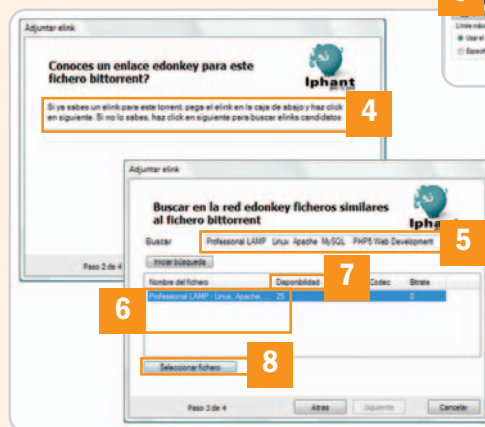 Adjuntar elink
Conoces un enlace edonkey para este
fichero bittorrent?
lphant
Si ya sabes un elink para este torrent, pega el elink en la caja de abajo y haz click
en siguiente. Si no lo sabes, haz click en siguiente para buscar elinks candidatos
4
Paso 2 de 4
Usar el
Adjuntar elink
Buscar en la red edonkey ficheros similares
al fichero bittorrent
Buscar Professional LAMP Linux Apache MySQL PHP5 Web Development
5
Iniciar búsqueda
7
Nombre del fichero Disponibilidad Codec Bitrate
Professional LAMP - Linux, Apache, ... 25 0
6
Seleccionar fichero
8
Paso 3 de 4 Atras Siguiente Cancelar